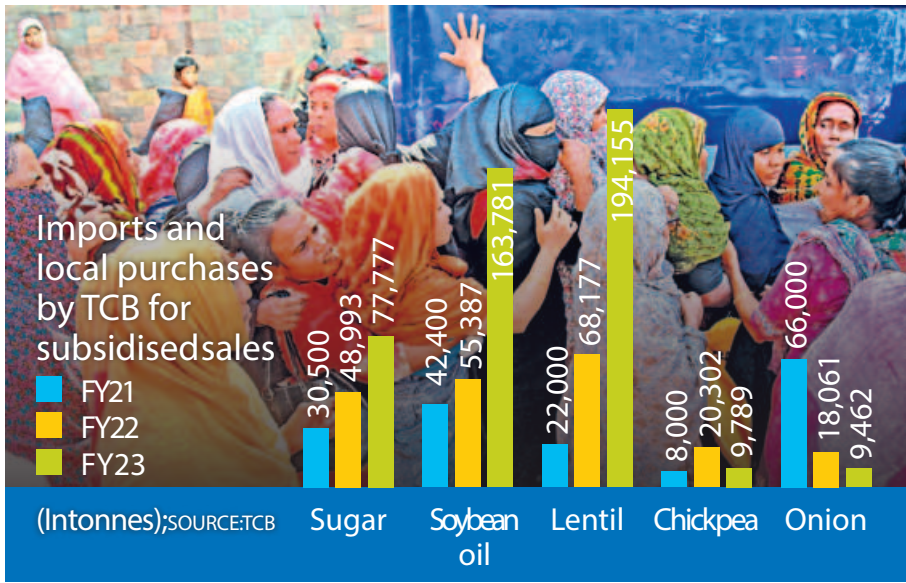 Imports and
local purchases
by TCB for
subsidisedsales
FY21
FY22
FY23
30,500
48,993
77,777
42,400
55,387
163,781
22,000
68,177
194,155
8,000
20,302
9,789
66,000
18,061
9,462
(Intonnes);SOURCE:TCB
Sugar
Soybean
oil
Lentil
Chickpea
Onion